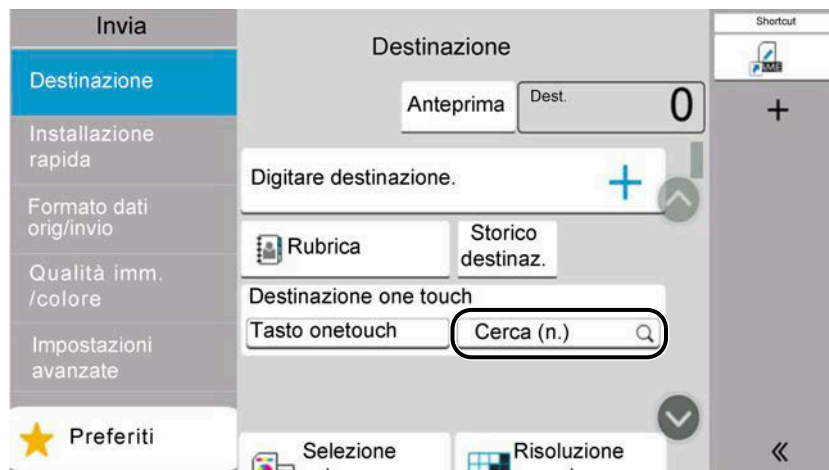 Invia
Destinazione
Installazione
rapida
Formato dati
orig/invio
Qualità imm.
/colore
Impostazioni
avanzate
Preferiti
Destinazione
Anteprima
Dest.
0
Digitare destinazione.
Rubrica
Storico
destinaz.
Destinazione one touch
Tasto onetouch
Cerca (n.)
Selezione
Risoluzione
Shortcut